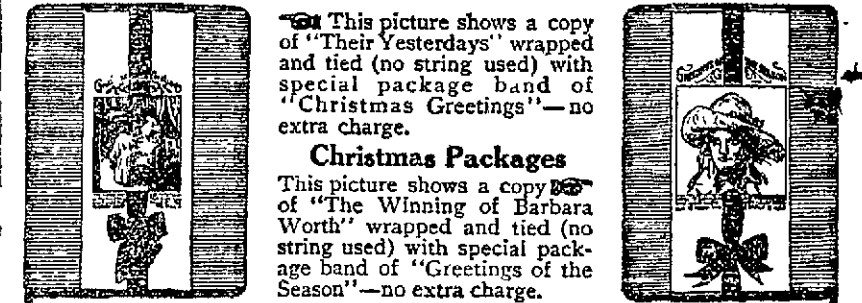 This picture shows a copy
of "Their Yesterdays" wrapped
and tied (no string used) with
special package band of
"Christmas Greetings"—no
extra charge.
Christmas Packages
This picture shows a copy
of "The Winning of Barbara
Worth" wrapped and tied (no
string used) with special pack-
age band of "Greetings of the
Season"—no extra charge.